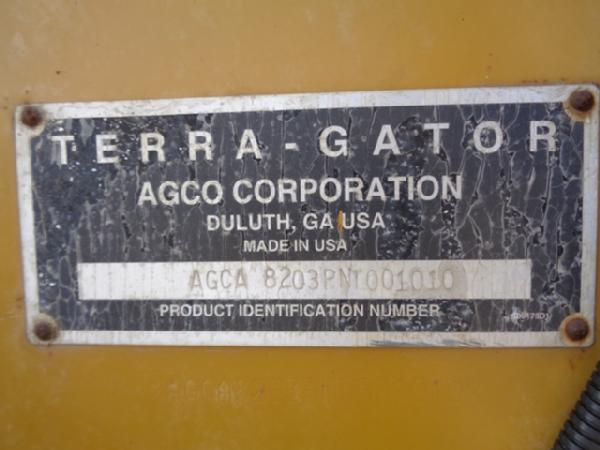 TERRA-GATOR
AGCO CORPORATION
DULUTH, GA USA
MADE IN USA
AGCA 8203PNT001010
PRODUCT IDENTIFICATION NUMBER